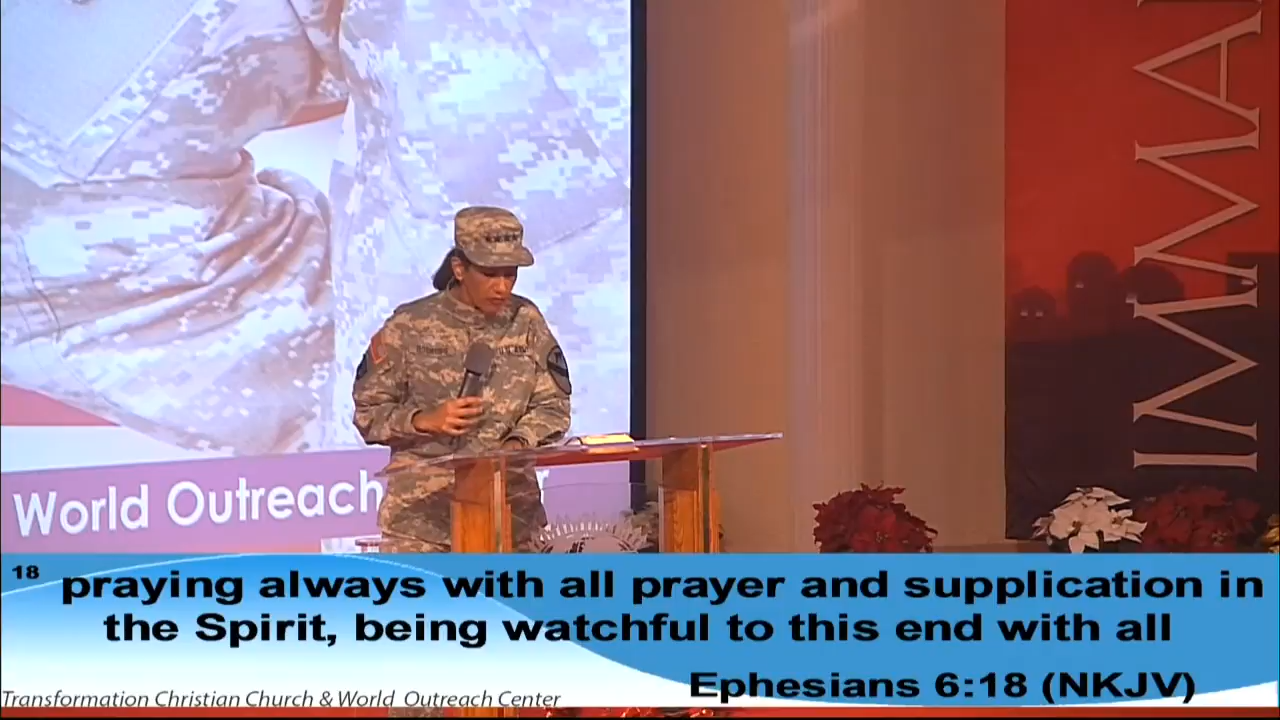 IMMA
World Outreach
18 praying always with all prayer and supplication in
the Spirit, being watchful to this end with all
Ephesians 6:18 (NKJV)
Transformation Christian Church & World Outreach Center